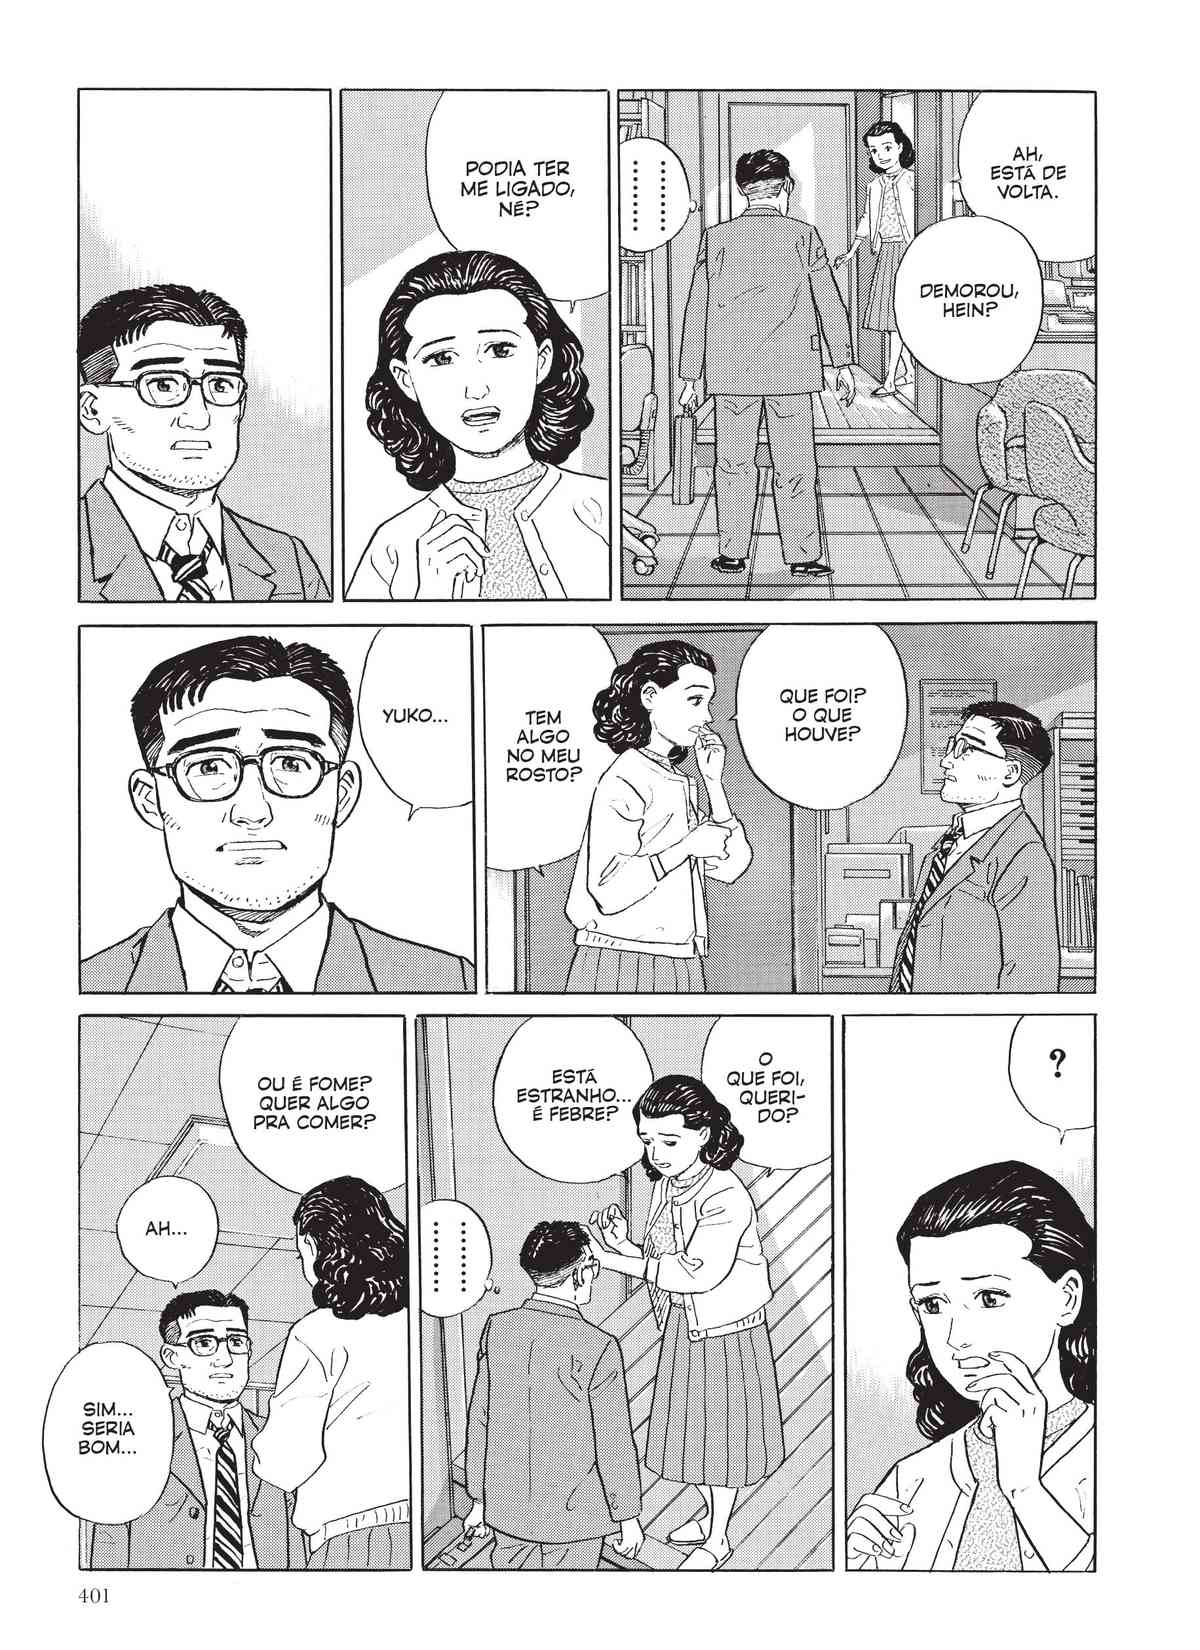 AH,
ESTÁ DE
VOLTA.
DEMOROU,
HEIN?
PODIA TER
ME LIGADO,
NÉ?
QUE FOI?
O QUE
HOUVE?
TEM
ALGO
NO MEU
ROSTO?
YUKO...
?
O
QUE FOI,
QUERI-
DO?
ESTÁ
ESTRANHO...
É FEBRE?
OU É FOME?
QUER ALGO
PRA COMER?
AH...
SIM...
SERIA
BOM...
401